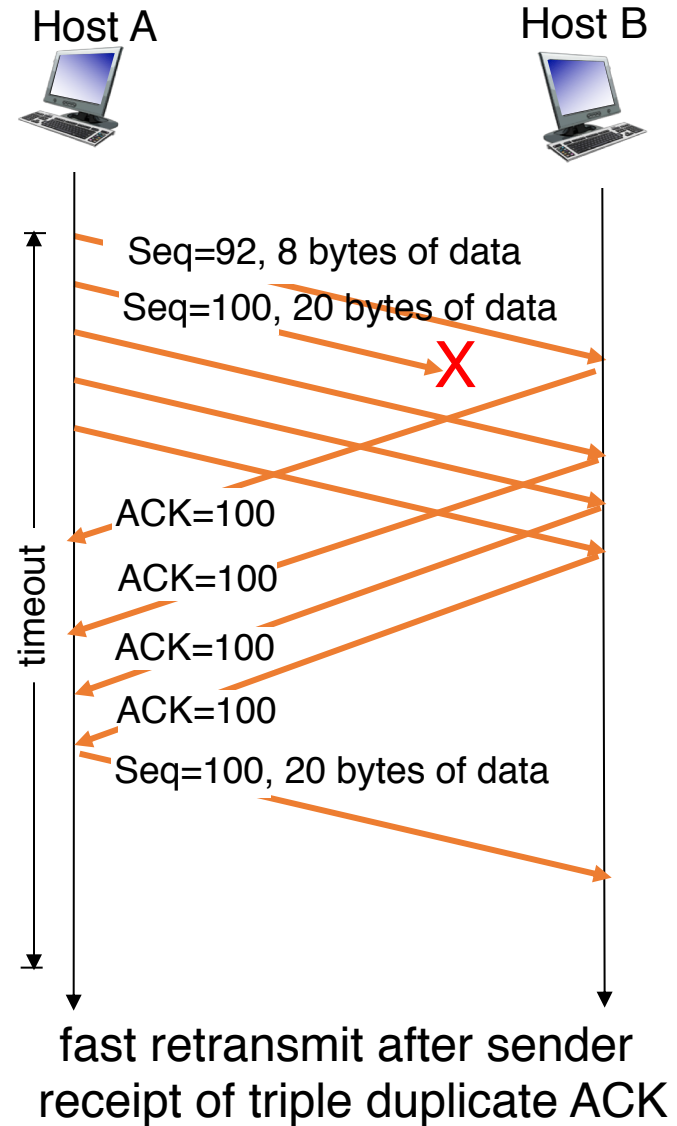 Host A
Host B
Seq=92, 8 bytes of data
Seq=100, 20 bytes of data
X
ACK=100
timeout
ACK=100
ACK=100
ACK=100
Seq=100, 20 bytes of data
fast retransmit after sender
receipt of triple duplicate ACK